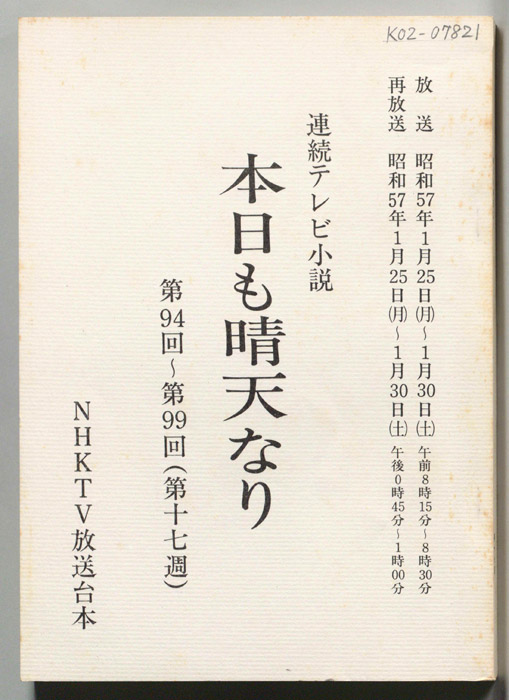 K02-07821
放送 昭和57年1月25日(月)～1月30日(土) 午前8時15分～8時30分
再放送 昭和57年1月25日(月)～1月30日(土) 午後0時45分～1時00分
連続テレビ小説
本日も晴天なり
第94回～第99回(第十七週)
NHKTV放送台本